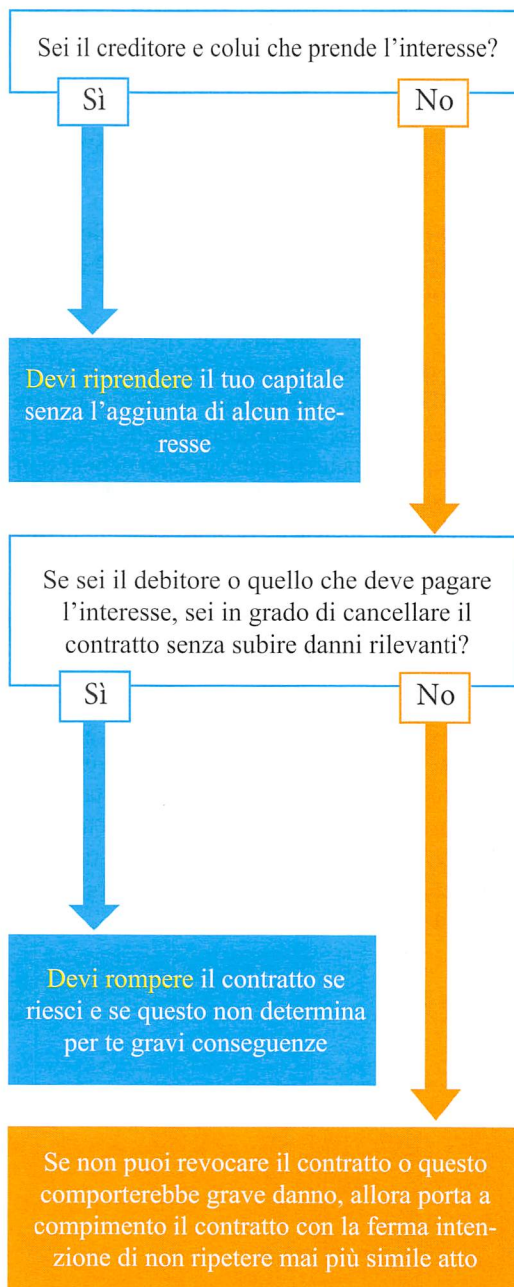 Sei il creditore e colui che prende l'interesse?
Sì
No
Devi riprendere il tuo capitale
senza l'aggiunta di alcun inte-
resse
Se sei il debitore o quello che deve pagare
l'interesse, sei in grado di cancellare il
contratto senza subire danni rilevanti?
Sì
No
Devi rompere il contratto se
riesci e se questo non determina
per te gravi conseguenze
Se non puoi revocare il contratto o questo
comporterebbe grave danno, allora porta a
compimento il contratto con la ferma inten-
zione di non ripetere mai più simile atto